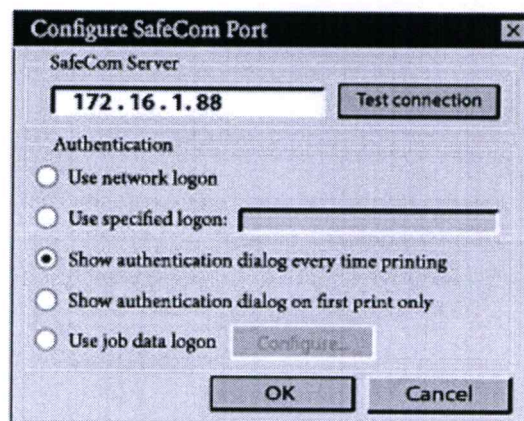 Configure SafeCom Port
SafeCom Server
172.16.1.88
Test connection
Authentication
Use network logon
Use specified logon:
Show authentication dialog every time printing
Show authentication dialog on first print only
Use job data logon
Configure...
OK
Cancel